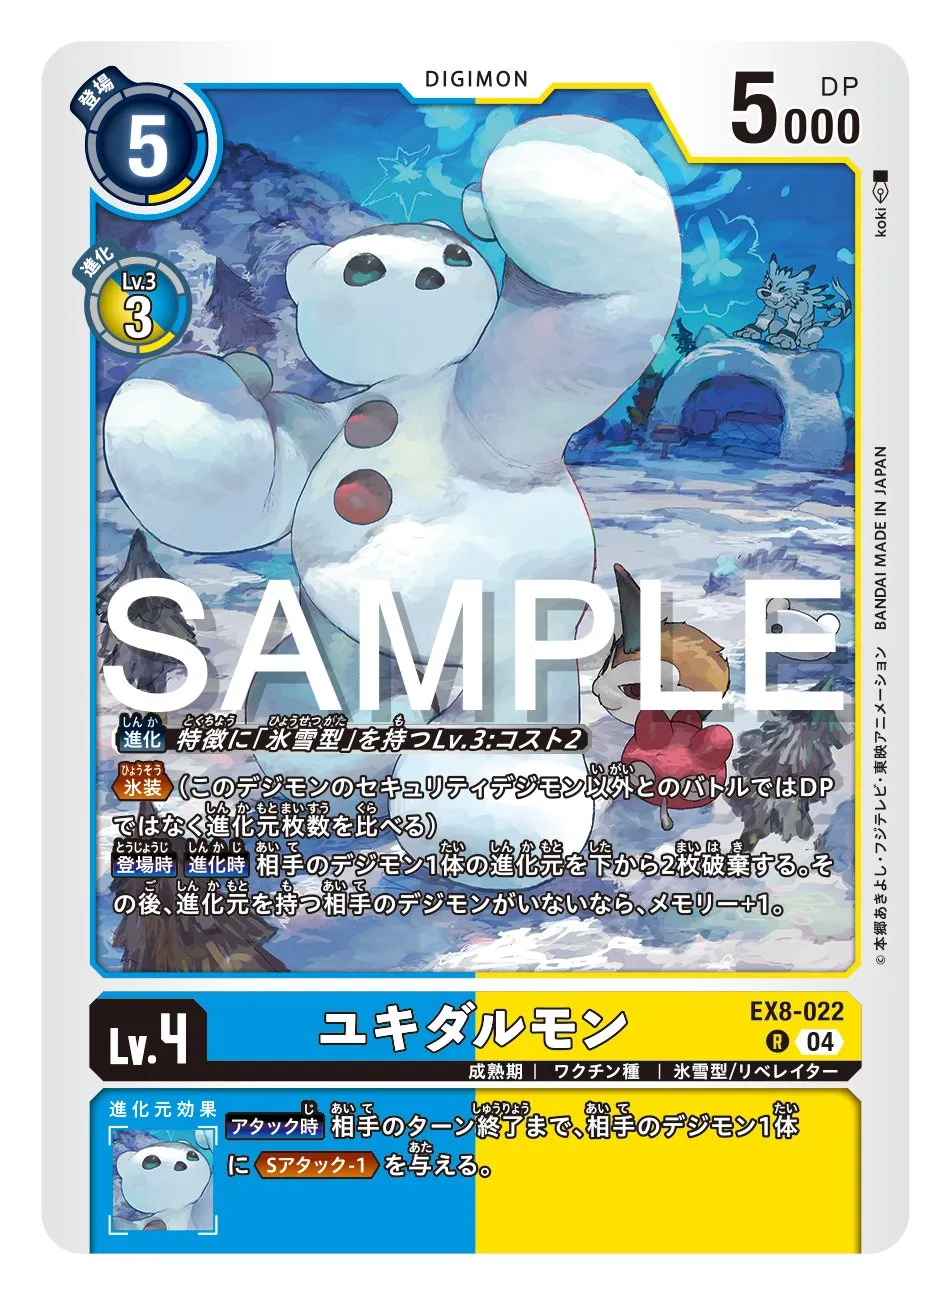 DIGIMON
登場
5
DP
5000
進化
Lv.3
3
koki
SAMPLE
進化 特徴に「氷雪型」を持つLv.3:コスト2
氷装 (このデジモンのセキュリティデジモン以外とのバトルではDP
ではなく進化元枚数を比べる)
登場時 進化時 相手のデジモン1体の進化元を下から2枚破棄する。そ
の後、進化元を持つ相手のデジモンがいないなら、メモリー+1。
©本郷あきよし・フジテレビ・東映アニメーション BANDAI MADE IN JAPAN
Lv.4
ユキダルモン
EX8-022
R 04
成熟期 | ワクチン種 | 氷雪型/リベレイター
進化元効果
アタック時 相手のターン終了まで、相手のデジモン1体
に Sアタック-1 を与える。